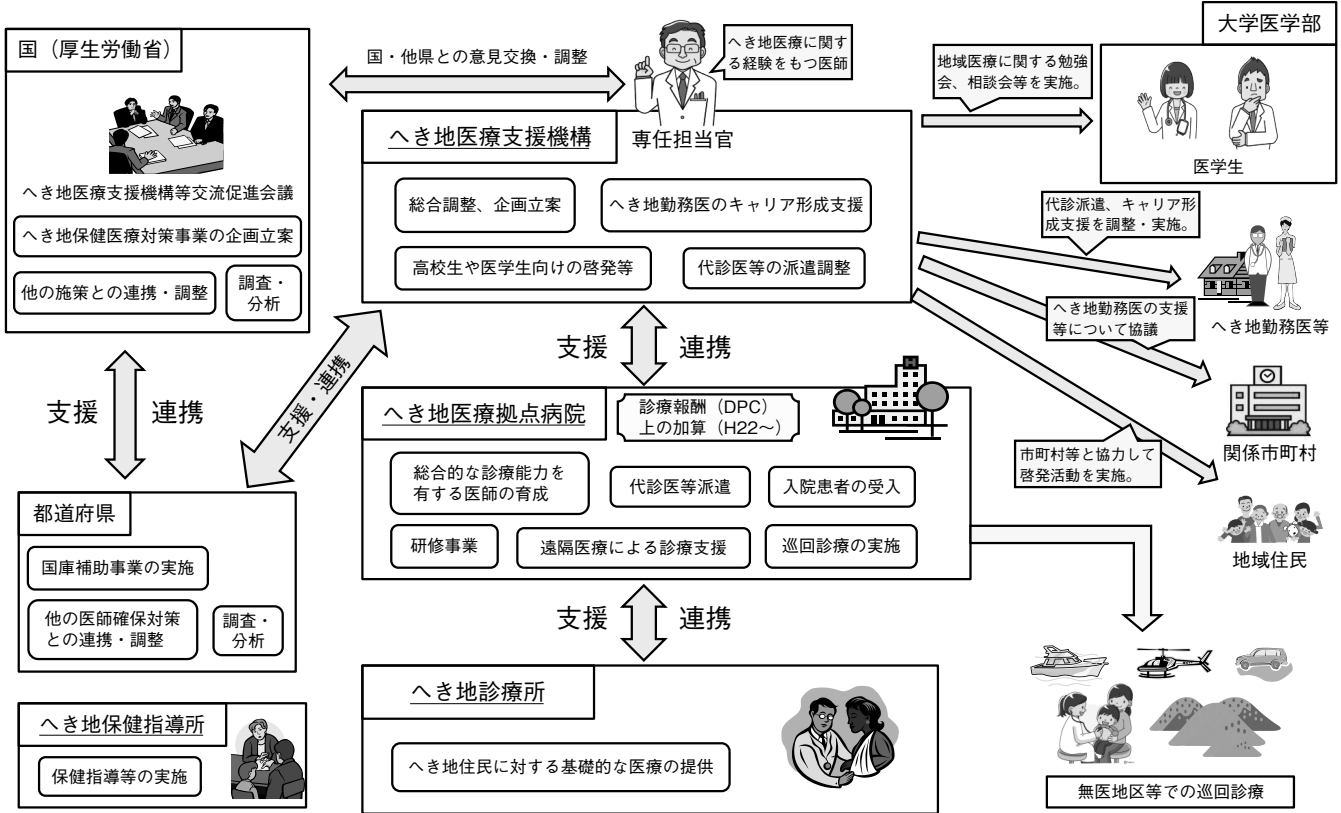 国（厚生労働省）
へき地医療支援機構等交流促進会議
へき地保健医療対策事業の企画立案
他の施策との連携・調整
調査・
分析
国・他県との意見交換・調整
へき地医療に関す
る経験をもつ医師
専任担当官
へき地医療支援機構
総合調整、企画立案
へき地勤務医のキャリア形成支援
高校生や医学生向けの啓発等
代診医等の派遣調整
地域医療に関する勉強
会、相談会等を実施。
大学医学部
医学生
代診派遣、キャリア形
成支援を調整・実施。
へき地勤務医等
へき地勤務医の支援
等について協議
関係市町村
市町村等と協力して
啓発活動を実施。
地域住民
支援 連携
支援・連携
支援 連携
都道府県
国庫補助事業の実施
他の医師確保対策
との連携・調整
調査・
分析
へき地保健指導所
保健指導等の実施
へき地医療拠点病院
診療報酬（DPC）
上の加算（H22～）
H
総合的な診療能力を
有する医師の育成
代診医等派遣
入院患者の受入
研修事業
遠隔医療による診療支援
巡回診療の実施
支援 連携
へき地診療所
へき地住民に対する基礎的な医療の提供
無医地区等での巡回診療